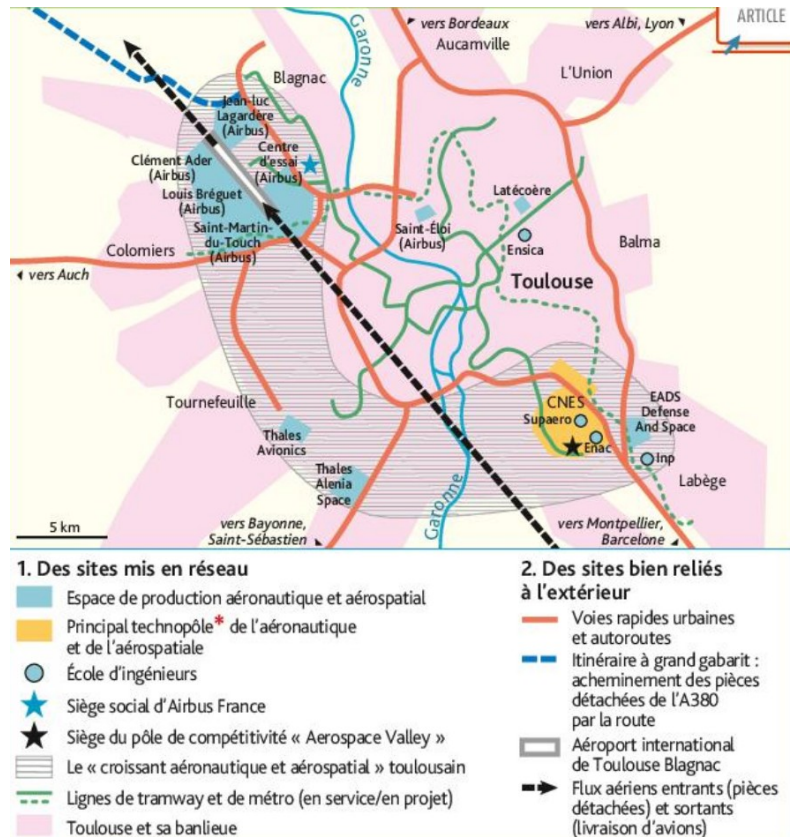 ARTICLE
vers Bordeaux
vers Albi, Lyon
Aucamville
Garonne
L'Union
Blagnac
Jean-luc
Lagardère
(Airbus)
Centre
d'essai
(Airbus)
Clément Ader
(Airbus)
Louis Bréguet
(Airbus)
Saint-Martin-
du-Touch
(Airbus)
Latécoère
Saint-Éloi
(Airbus)
Ensica
Balma
Colomiers
vers Auch
Toulouse
Tournefeuille
CNES
Supaero
Enac
EADS
Defense
And Space
Inp
Labège
Thales
Avionics
Thales
Alenia
Space
Garonne
5 km
vers Bayonne,
Saint-Sébastien
vers Montpellier,
Barcelone
1. Des sites mis en réseau
Espace de production aéronautique et aérospatial
Principal technopôle* de l'aéronautique
et de l'aérospatiale
École d'ingénieurs
Siège social d'Airbus France
Siège du pôle de compétitivité « Aerospace Valley »
Le « croissant aéronautique et aérospatial » toulousain
Lignes de tramway et de métro (en service/en projet)
Toulouse et sa banlieue
2. Des sites bien reliés
à l'extérieur
Voies rapides urbaines
et autoroutes
Itinéraire à grand gabarit :
acheminement des pièces
détachées de l'A380
par la route
Aéroport international
de Toulouse Blagnac
Flux aériens entrants (pièces
détachées) et sortants
(livraison d'avions)